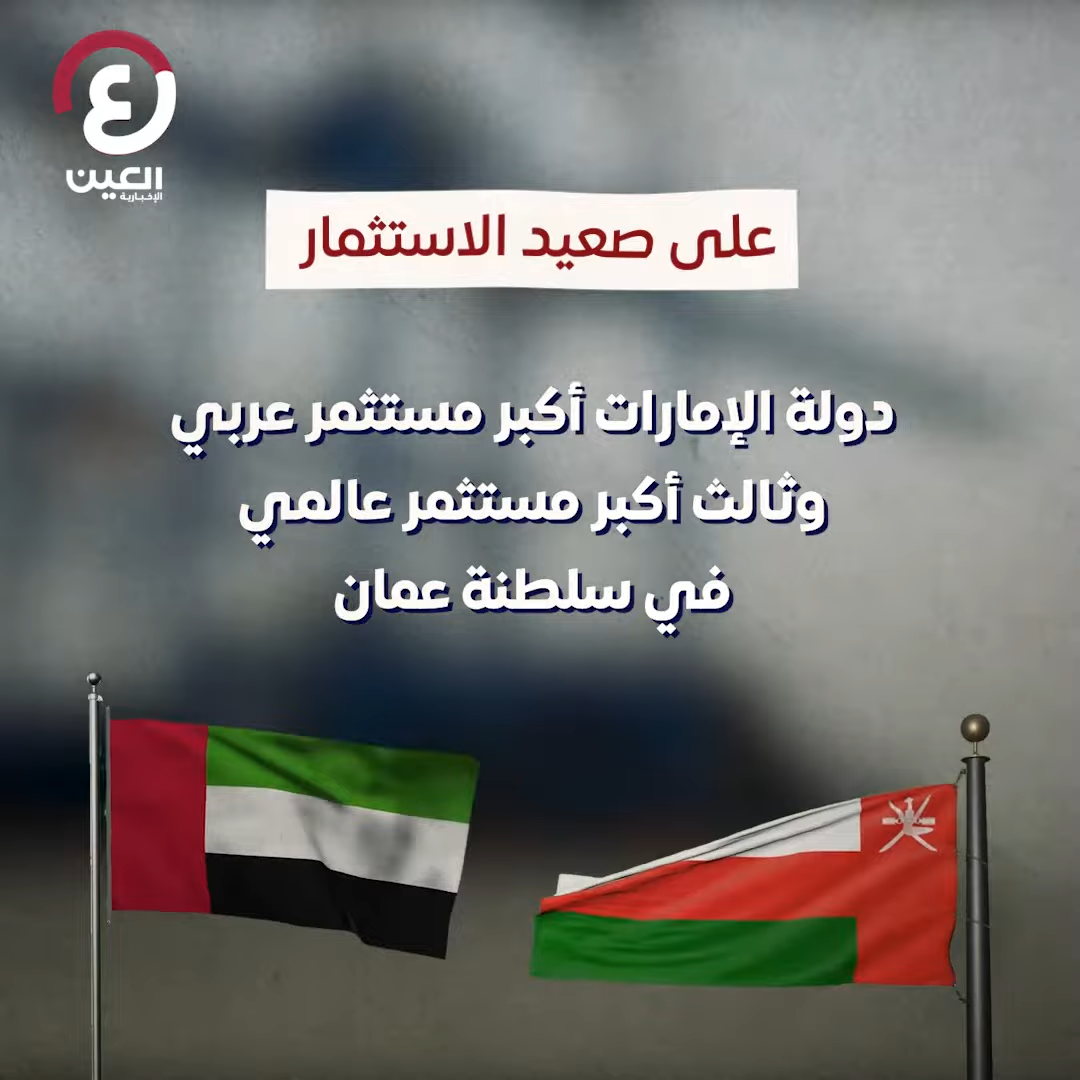 ع
العين
الإخبارية
على صعيد الاستثمار
دولة الإمارات أكبر مستثمر عربي
وثالث أكبر مستثمر عالمي
في سلطنة عمان